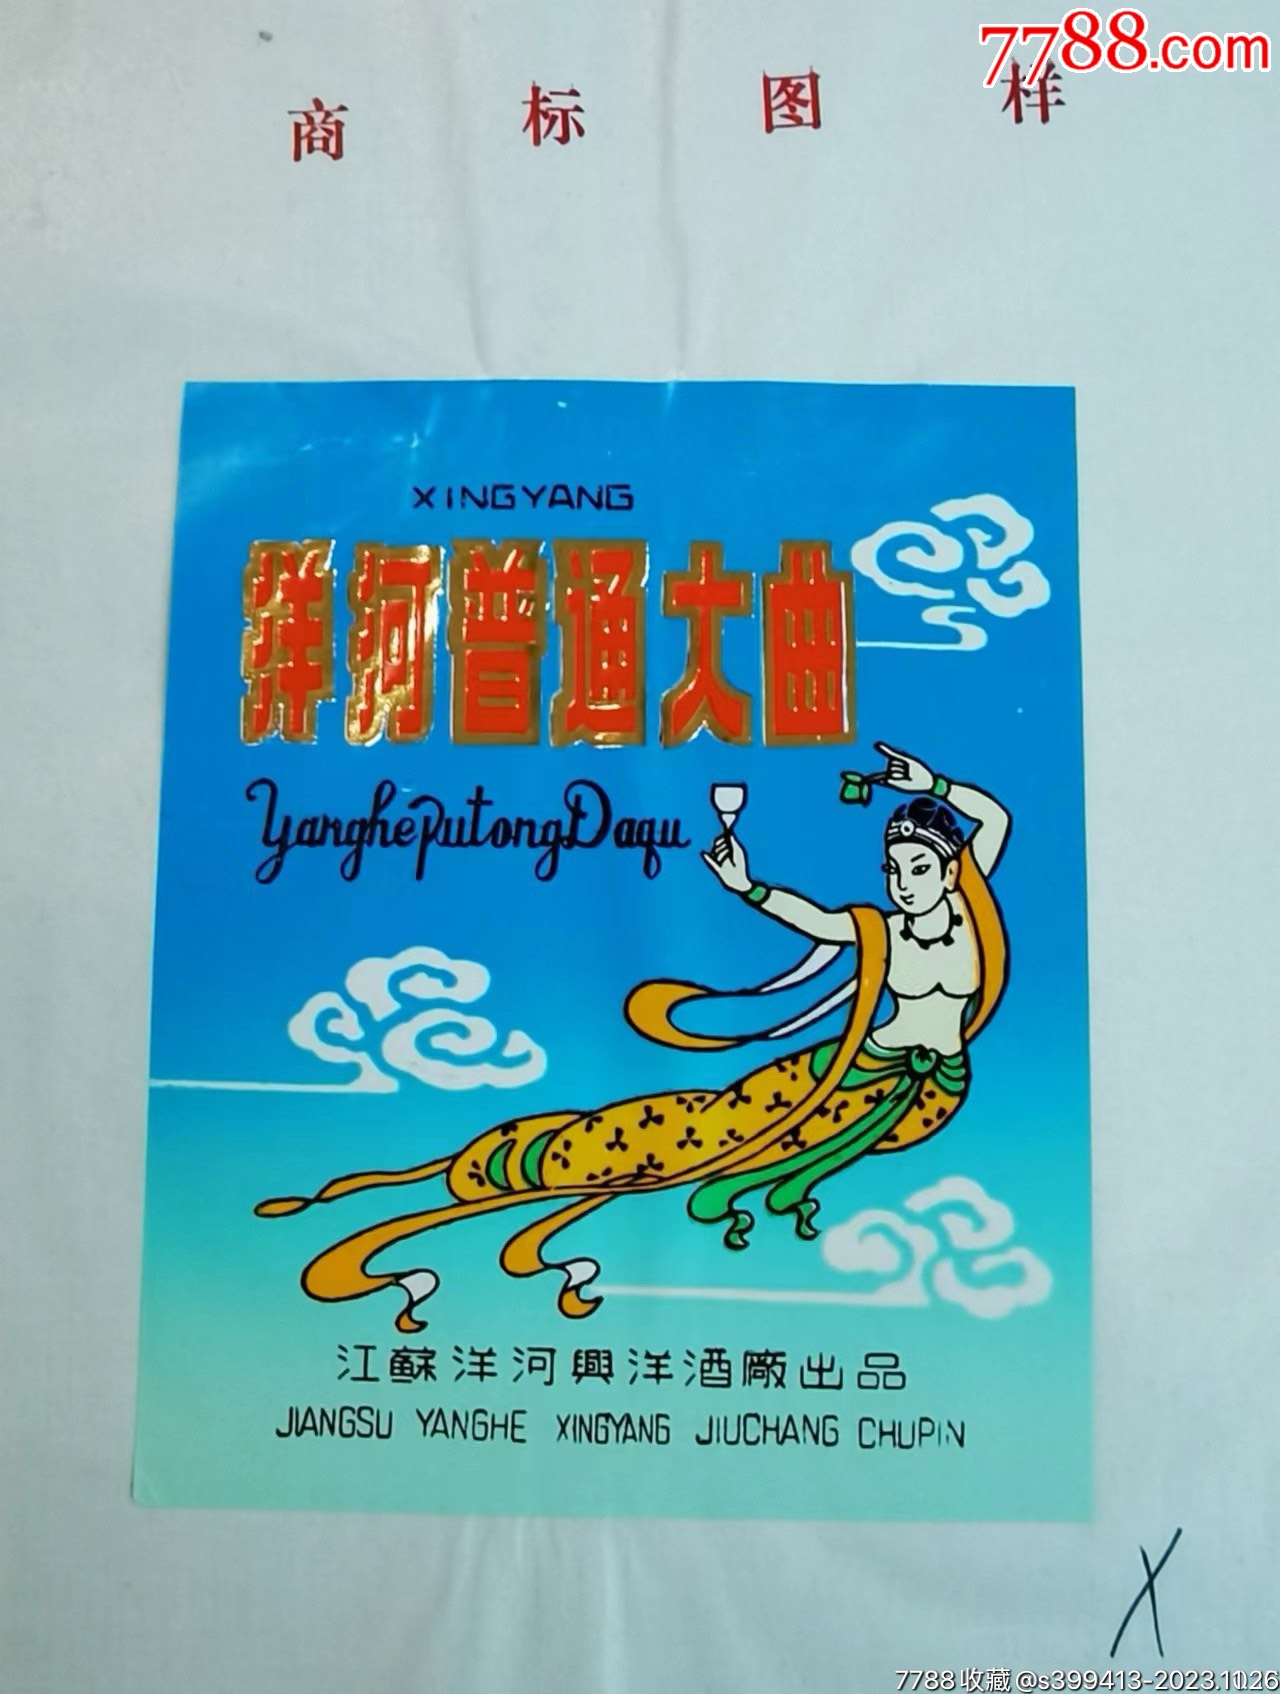 7788.com
商标图样
XINGYANG
洋河普通大曲
YanghePutongDaqu
江蘇洋河興洋酒廠出品
JIANGSU YANGHE XINGYANG JIUCHANG CHUPIN
X
7788收藏@s399413-2023.10.26